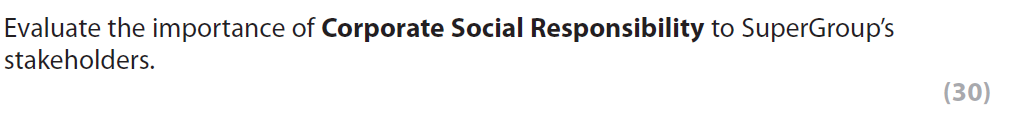 Evaluate the importance of Corporate Social Responsibility to SuperGroup’s
stakeholders.
(30)